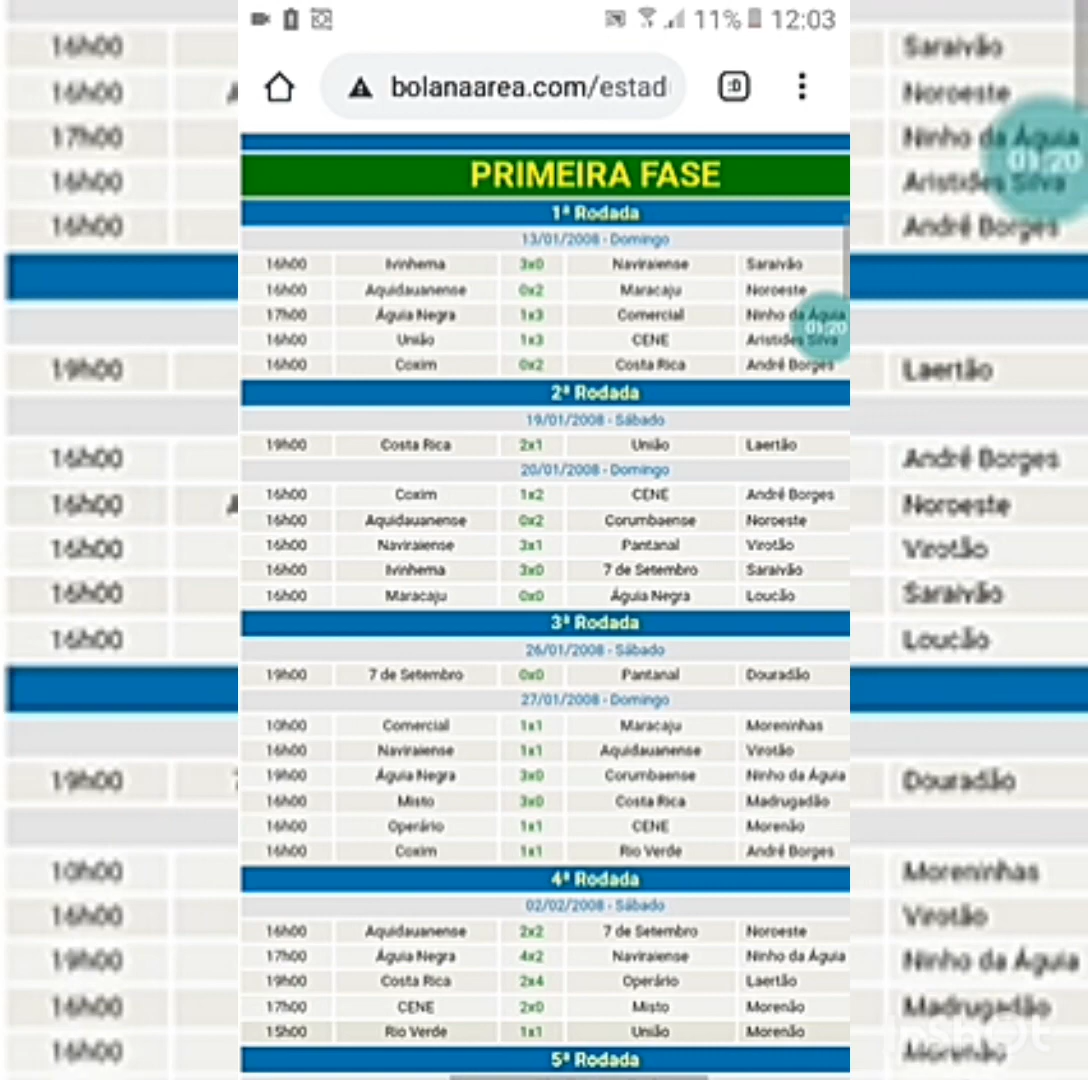 11% 12:03
bolanaarea.com/estad :D
PRIMEIRA FASE
1ª Rodada
13/01/2008 - Domingo
16h00 Ivinhema 3x0 Naviraiense Saraivão
16h00 Aquidauanense 0x2 Maracaju Noroeste
17h00 Águia Negra 1x3 Comercial Ninho da Águia
16h00 União 1x3 CENE Aristides Silva
16h00 Coxim 0x2 Costa Rica André Borges
01:20
2ª Rodada
19/01/2008 - Sábado
19h00 Costa Rica 2x1 União Laertão
20/01/2008 - Domingo
16h00 Coxim 1x2 CENE André Borges
16h00 Aquidauanense 0x2 Corumbaense Noroeste
16h00 Naviraiense 3x1 Pantanal Virotão
16h00 Ivinhema 3x0 7 de Setembro Saraivão
16h00 Maracaju 0x0 Águia Negra Loucão
3ª Rodada
26/01/2008 - Sábado
19h00 7 de Setembro 0x0 Pantanal Douradão
27/01/2008 - Domingo
10h00 Comercial 1x1 Maracaju Moreninhas
16h00 Naviraiense 1x1 Aquidauanense Virotão
19h00 Águia Negra 3x0 Corumbaense Ninho da Águia
16h00 Misto 3x0 Costa Rica Madrugadão
16h00 Operário 1x1 CENE Morenão
16h00 Coxim 1x1 Rio Verde André Borges
4ª Rodada
02/02/2008 - Sábado
16h00 Aquidauanense 2x2 7 de Setembro Noroeste
17h00 Águia Negra 4x2 Naviraiense Ninho da Águia
19h00 Costa Rica 2x4 Operário Laertão
17h00 CENE 2x0 Misto Morenão
15h00 Rio Verde 1x1 União Morenão
5ª Rodada
16h00 Saraivão
16h00 Noroeste
17h00 Ninho da Águia
16h00 Aristides Silva
16h00 André Borges
01:20
19h00 Laertão
16h00 André Borges
16h00 Noroeste
16h00 Virotão
16h00 Saraivão
16h00 Loucão
19h00 Douradão
10h00 Moreninhas
16h00 Virotão
19h00 Ninho da Águia
16h00 Madrugadão
16h00 Morenão